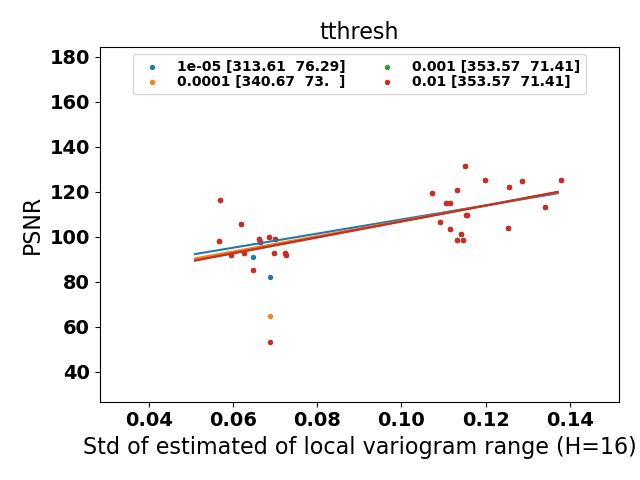 tthresh
1e-05 [313.61  76.29]
0.0001 [340.67  73.  ]
0.001 [353.57  71.41]
0.01 [353.57  71.41]
PSNR
180
160
140
120
100
80
60
40
0.04 0.06 0.08 0.10 0.12 0.14
Std of estimated of local variogram range (H=16)